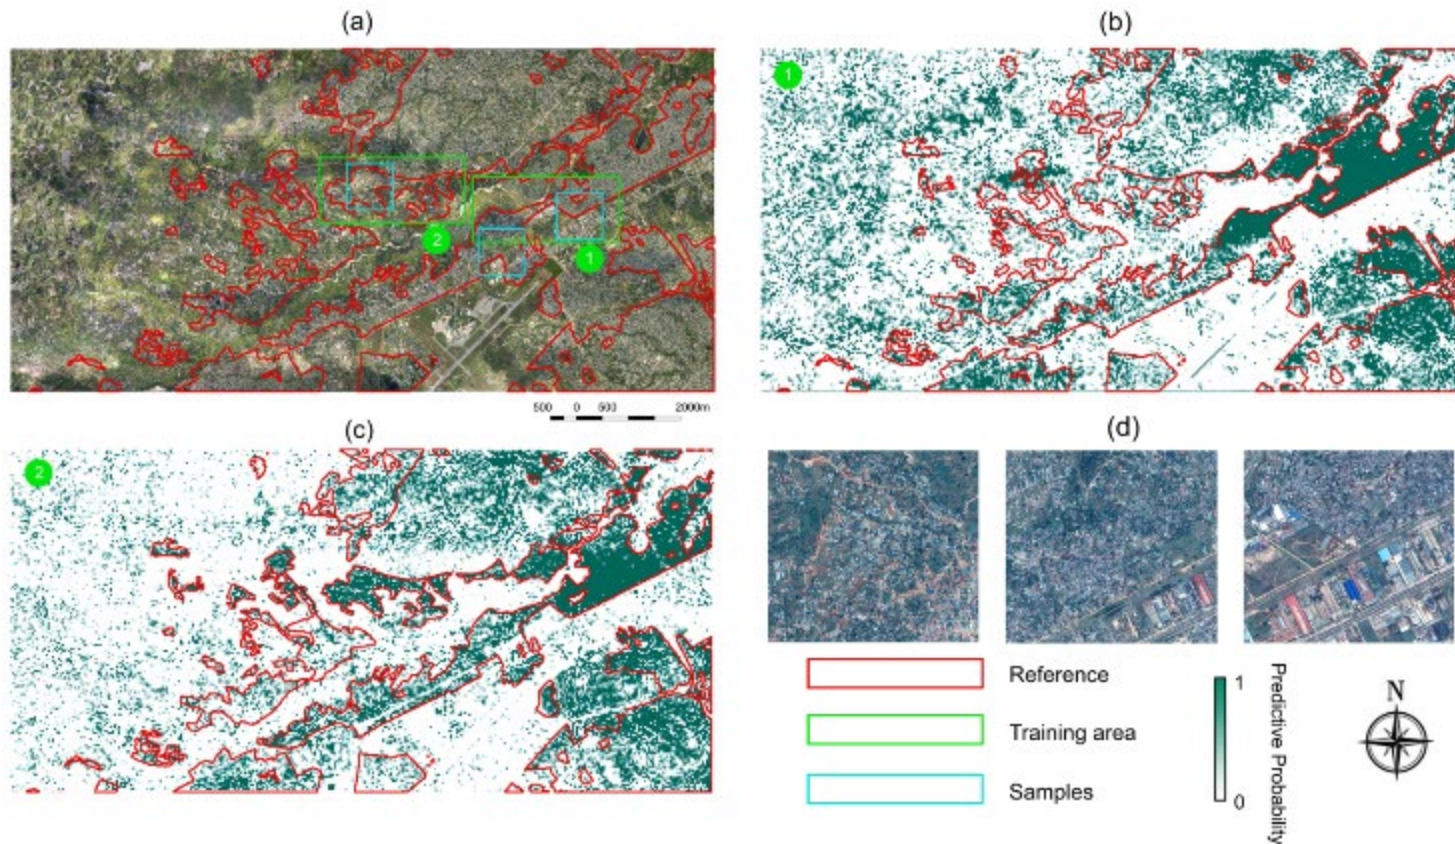 (a)
(b)
2
1
1
500 0 500 2000m
(c)
(d)
2
Reference
Training area
Samples
1
0
Predictive Probability
N